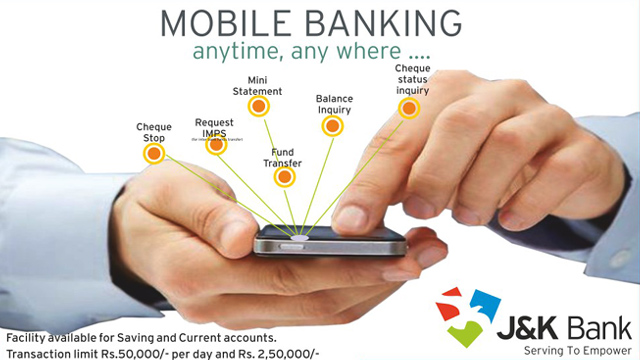 MOBILE BANKING
anytime, any where ....
Cheque
status
inquiry
Mini
Statement
Balance
Inquiry
Request
IMPS
Cheque
Stop
Fund
Transfer
J&K Bank
Serving To Empower
Facility available for Saving and Current accounts.
Transaction limit Rs.50,000/- per day and Rs. 2,50,000/-